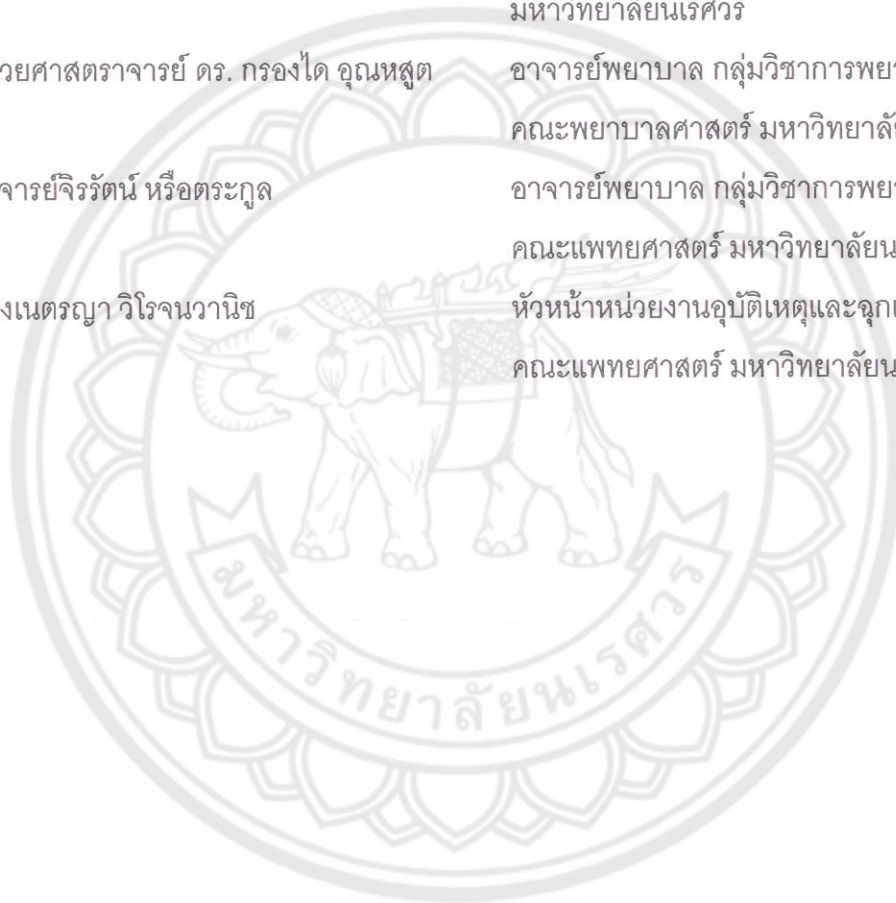 มหาวิทยาลัยนเรศวร
วยศาสตราจารย์ ดร. กรองได อุณหสูต อาจารย์พยาบาล กลุ่มวิชาการพยา
คณะพยาบาลศาสตร์ มหาวิทยาลั
จารย์จิรรัตน์ หรือตระกูล อาจารย์พยาบาล กลุ่มวิชาการพยา
คณะแพทยศาสตร์ มหาวิทยาลัยน
งเนตรญา วิโรจนวานิช หัวหน้าหน่วยงานอุบัติเหตุและฉุกเ
คณะแพทยศาสตร์ มหาวิทยาลัยน
มหาวิทยาลัยนเรศวร